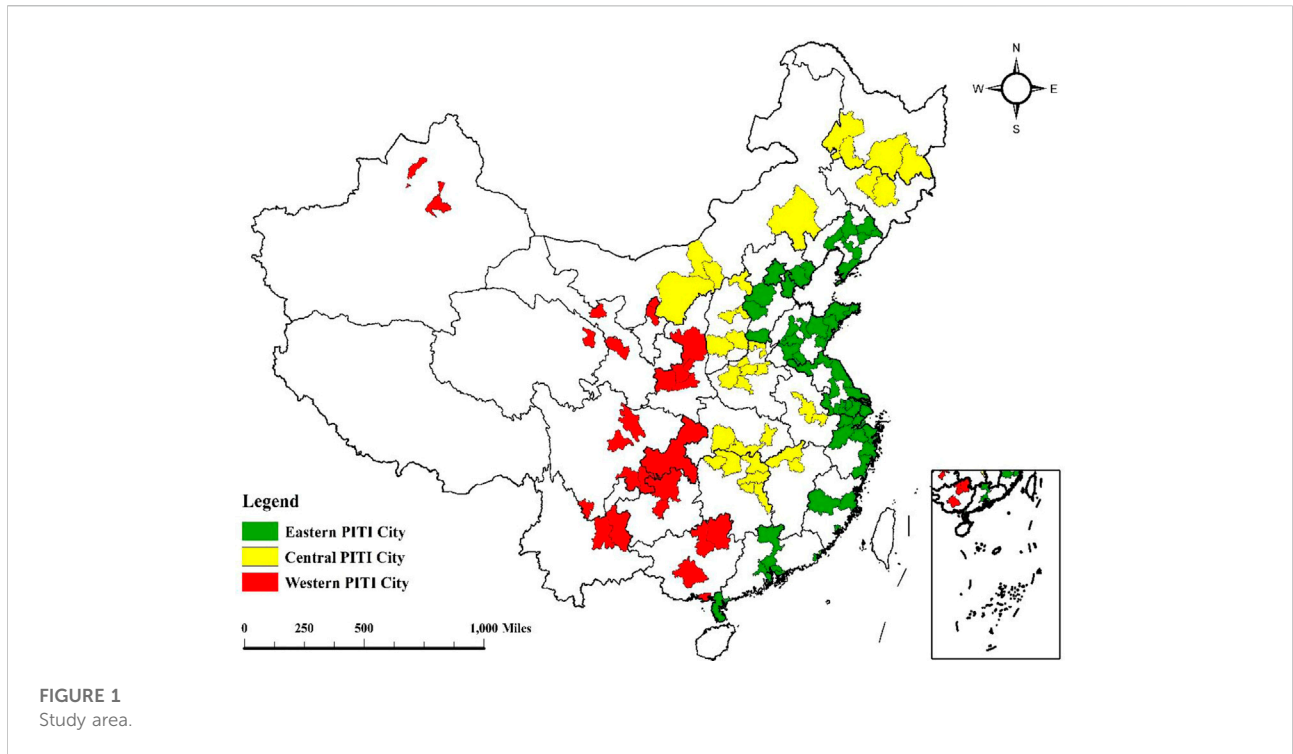 N
W E
S
Legend
Eastern PITI City
Central PITI City
Western PITI City
0 250 500 1,000 Miles
FIGURE 1
Study area.